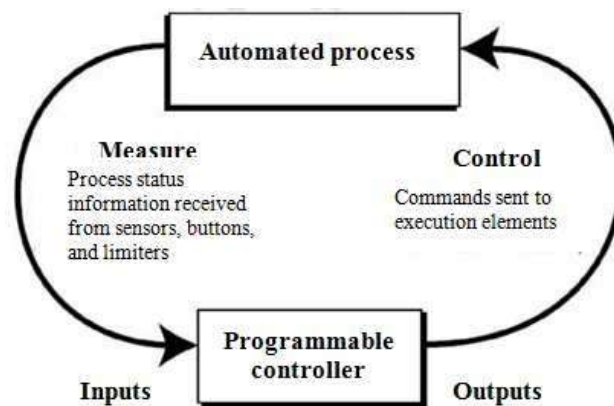 Automated process
Measure
Process status
information received
from sensors, buttons,
and limiters
Control
Commands sent to
execution elements
Programmable
controller
Inputs
Outputs